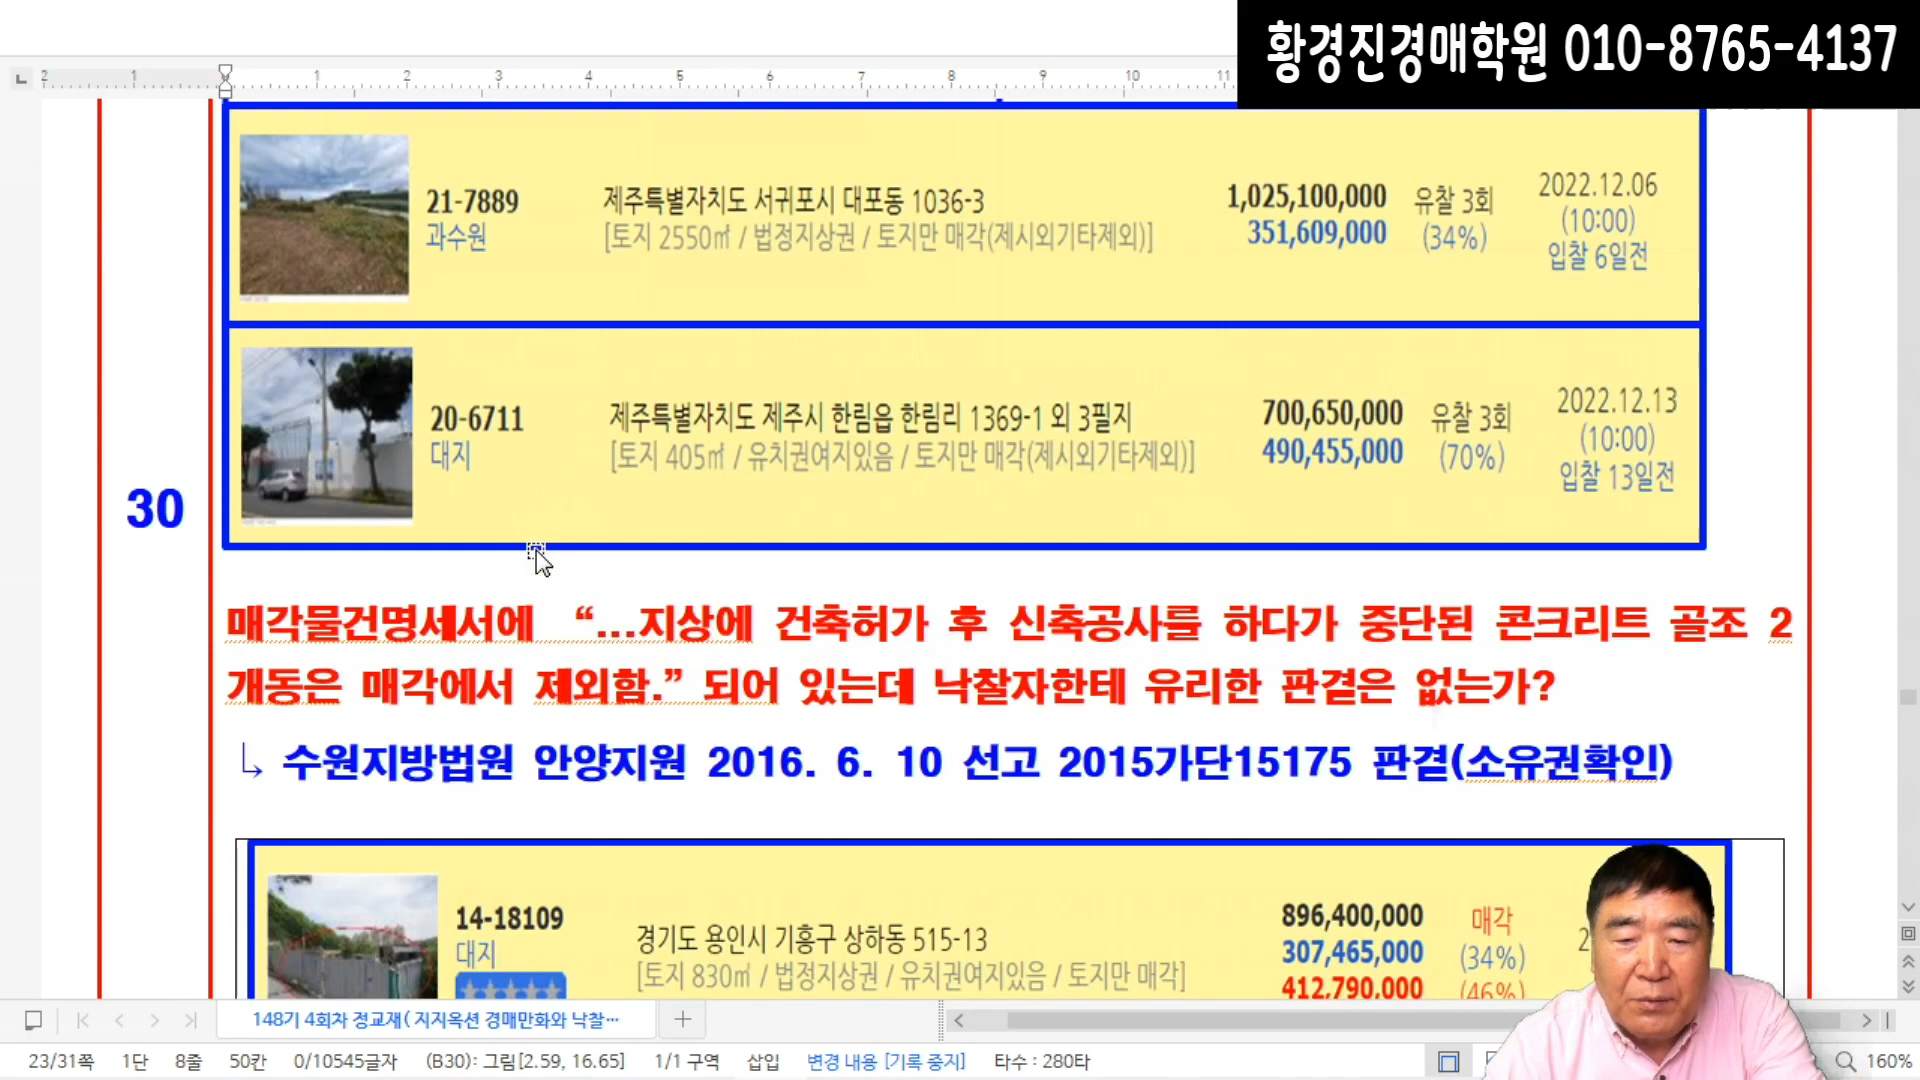 황경진경매학원 010-8765-4137
2 1 1 2 3 4 5 6 7 8 9 10 11
21-7889
과수원
제주특별자치도 서귀포시 대포동 1036-3
[토지 2550㎡ / 법정지상권 / 토지만 매각(제시외기타제외)]
1,025,100,000
351,609,000
유찰 3회
(34%)
2022.12.06
(10:00)
입찰 6일전
20-6711
대지
제주특별자치도 제주시 한림읍 한림리 1369-1 외 3필지
[토지 405㎡ / 유치권여지있음 / 토지만 매각(제시외기타제외)]
700,650,000
490,455,000
유찰 3회
(70%)
2022.12.13
(10:00)
입찰 13일전
30
매각물건명세서에 “...지상에 건축허가 후 신축공사를 하다가 중단된 콘크리트 골조 2
개동은 매각에서 제외함.” 되어 있는데 낙찰자한테 유리한 판결은 없는가?
↳ 수원지방법원 안양지원 2016. 6. 10 선고 2015가단15175 판결(소유권확인)
14-18109
대지
경기도 용인시 기흥구 상하동 515-13
[토지 830㎡ / 법정지상권 / 유치권여지있음 / 토지만 매각]
896,400,000
307,465,000
412,790,000
매각
(34%)
(46%)
2
148기 4회차 정교재( 지지옥션 경매만화와 낙찰···
23/31쪽 1단 8줄 50칸 0/10545글자 (B30): 그림[2.59, 16.65] 1/1 구역 삽입 변경 내용 [기록 중지] 타수 : 280타 160%